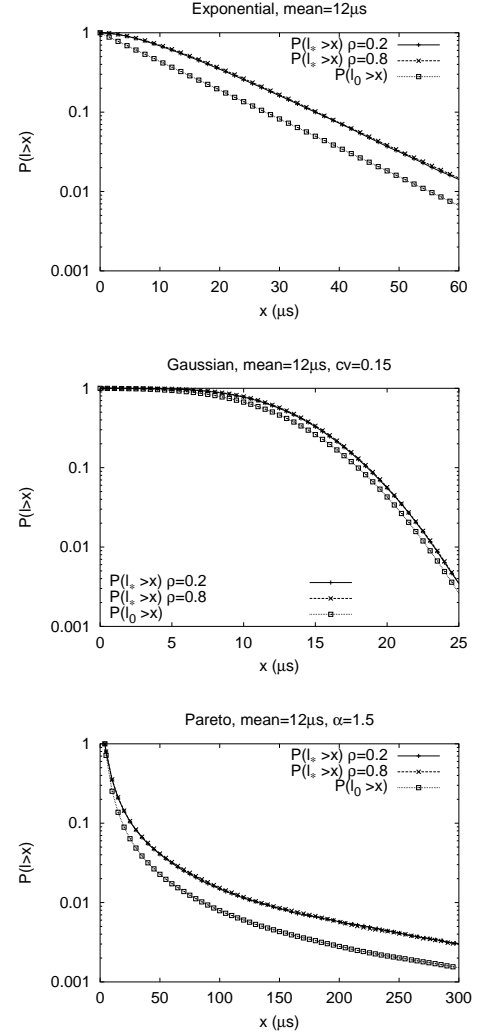 Exponential, mean=12μs
P(I* >x) ρ=0.2
P(I* >x) ρ=0.8
P(I0 >x)
1
0.1
0.01
0.001
P(I>x)
0 10 20 30 40 50 60
x (μs)
Gaussian, mean=12μs, cv=0.15
1
0.1
0.01
0.001
P(I>x)
P(I* >x) ρ=0.2
P(I* >x) ρ=0.8
P(I0 >x)
0 5 10 15 20 25
x (μs)
Pareto, mean=12μs, α=1.5
P(I* >x) ρ=0.2
P(I* >x) ρ=0.8
P(I0 >x)
1
0.1
0.01
0.001
P(I>x)
0 50 100 150 200 250 300
x (μs)